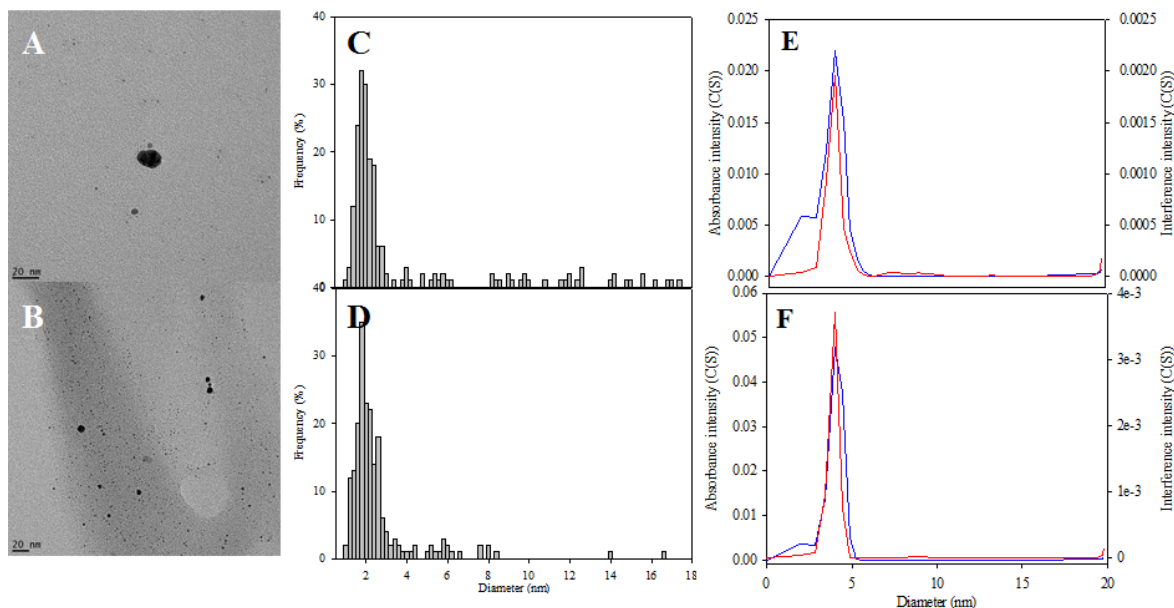 A
20 nm
B
20 nm
C
40
30
20
10
40
Frequency (%)
D
30
20
10
0
Frequency (%)
2 4 6 8 10 12 14 16 18
Diameter (nm)
E
0.025
0.020
0.015
0.010
0.005
0.000
Absorbance intensity (C(S))
0.0025
0.0020
0.0015
0.0010
0.0005
0.0000
Interference intensity (C(S))
F
0.06
0.05
0.04
0.03
0.02
0.01
0.00
Absorbance intensity (C(S))
4e-3
3e-3
2e-3
1e-3
0
Interference intensity (C(S))
0 5 10 15 20
Diameter (nm)